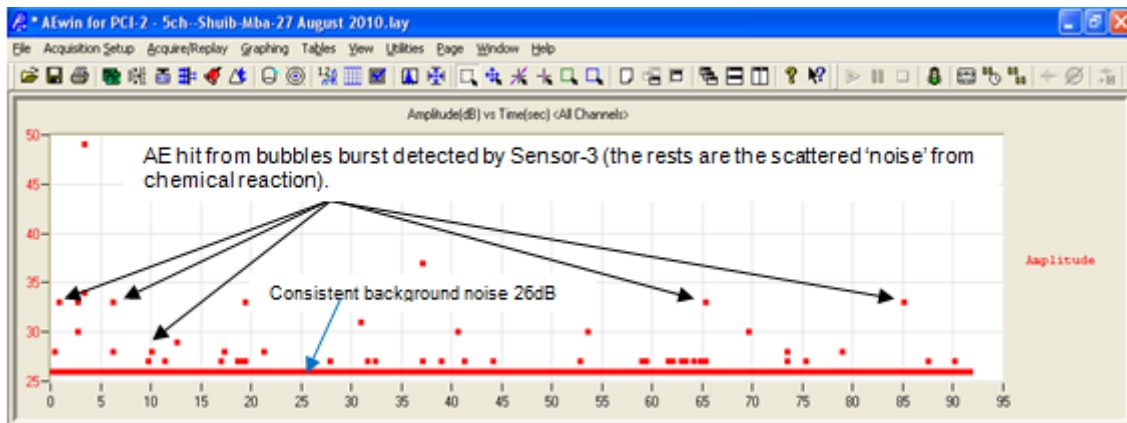 * AEwin for PCI-2 - 5ch--Shuib-Mba-27 August 2010.lay
File Acquisition Setup Acquire/Replay Graphing Tables View Utilities Page Window Help
Amplitude(dB) vs Time(sec) <All Channels>
50
AE hit from bubbles burst detected by Sensor-3 (the rests are the scattered ‘noise’ from
chemical reaction).
45
40
Amplitude
35
Consistent background noise 26dB
30
25
0 5 10 15 20 25 30 35 40 45 50 55 60 65 70 75 80 85 90 95